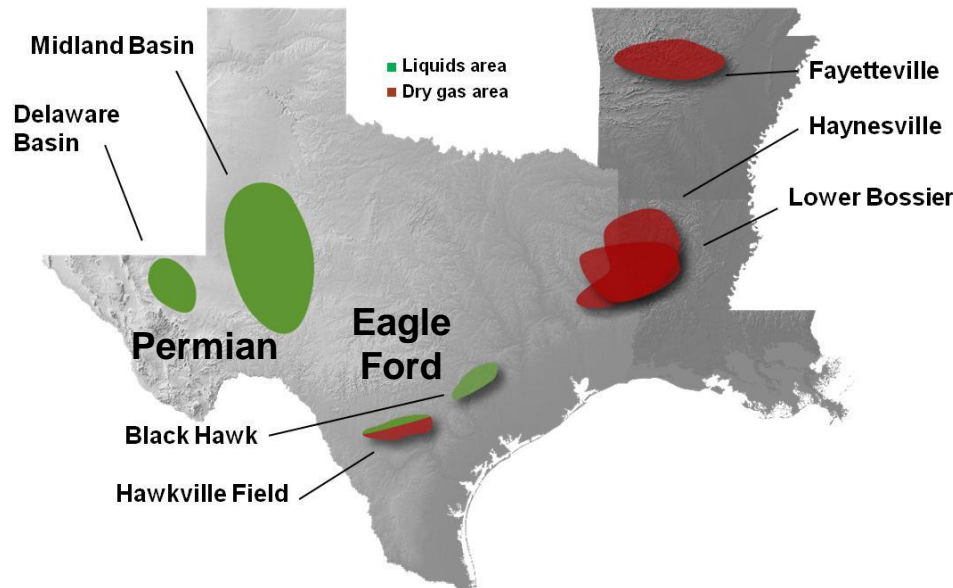 Midland Basin
Liquids area
Dry gas area
Fayetteville
Delaware
Basin
Haynesville
Lower Bossier
Permian
Eagle
Ford
Black Hawk
Hawkville Field